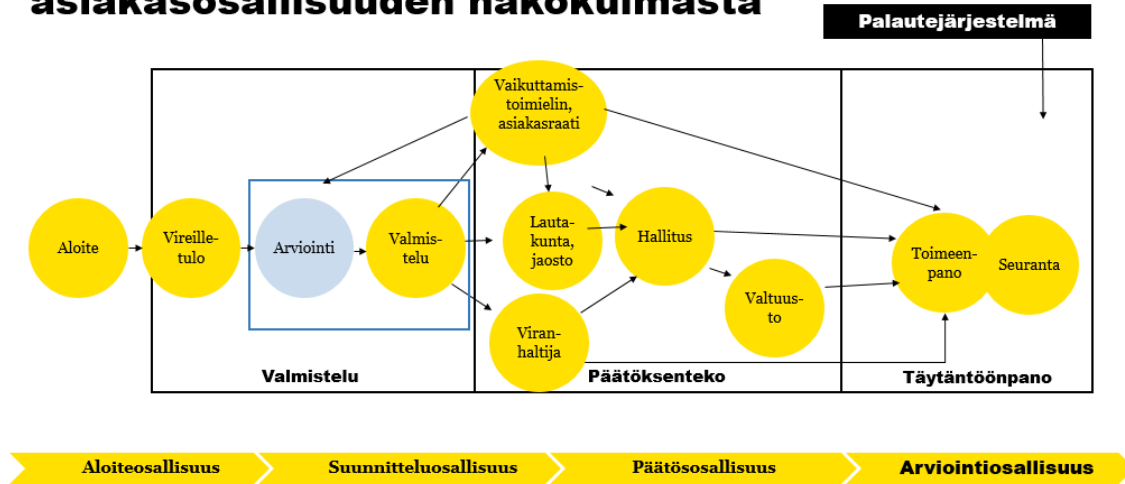 asiakasosallisuuden näkökulmasta
Palautejärjestelmä
Vaikuttamis-
toimielin,
asiakasraati
Aloite
Vireille-
tulo
Arviointi
Valmis-
telu
Lauta-
kunta,
jaosto
Hallitus
Viran-
haltija
Valtuus-
to
Toimeen-
pano
Seuranta
Valmistelu
Päätöksenteko
Täytäntöönpano
Aloiteosallisuus
Suunnitteluosallisuus
Päätösosallisuus
Arviointiosallisuus